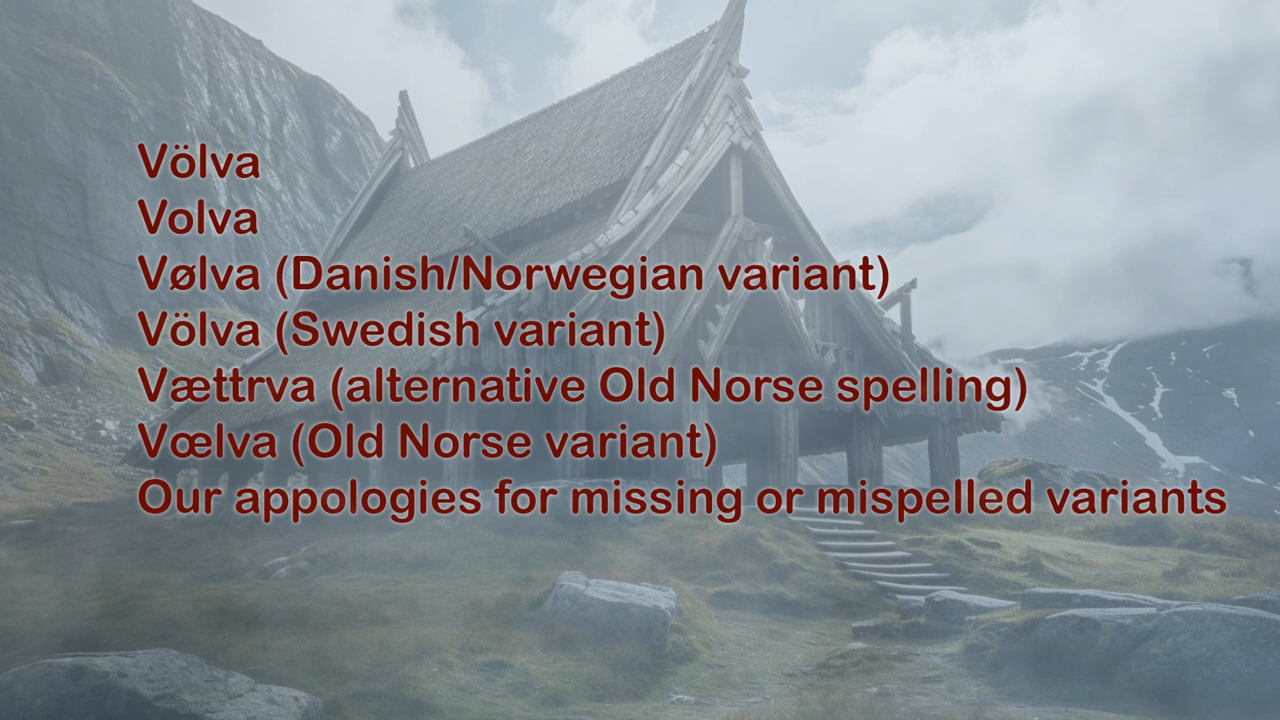 Völva
Volva
Vølva (Danish/Norwegian variant)
Völva (Swedish variant)
Vættrva (alternative Old Norse spelling)
Vœlva (Old Norse variant)
Our appologies for missing or mispelled variants